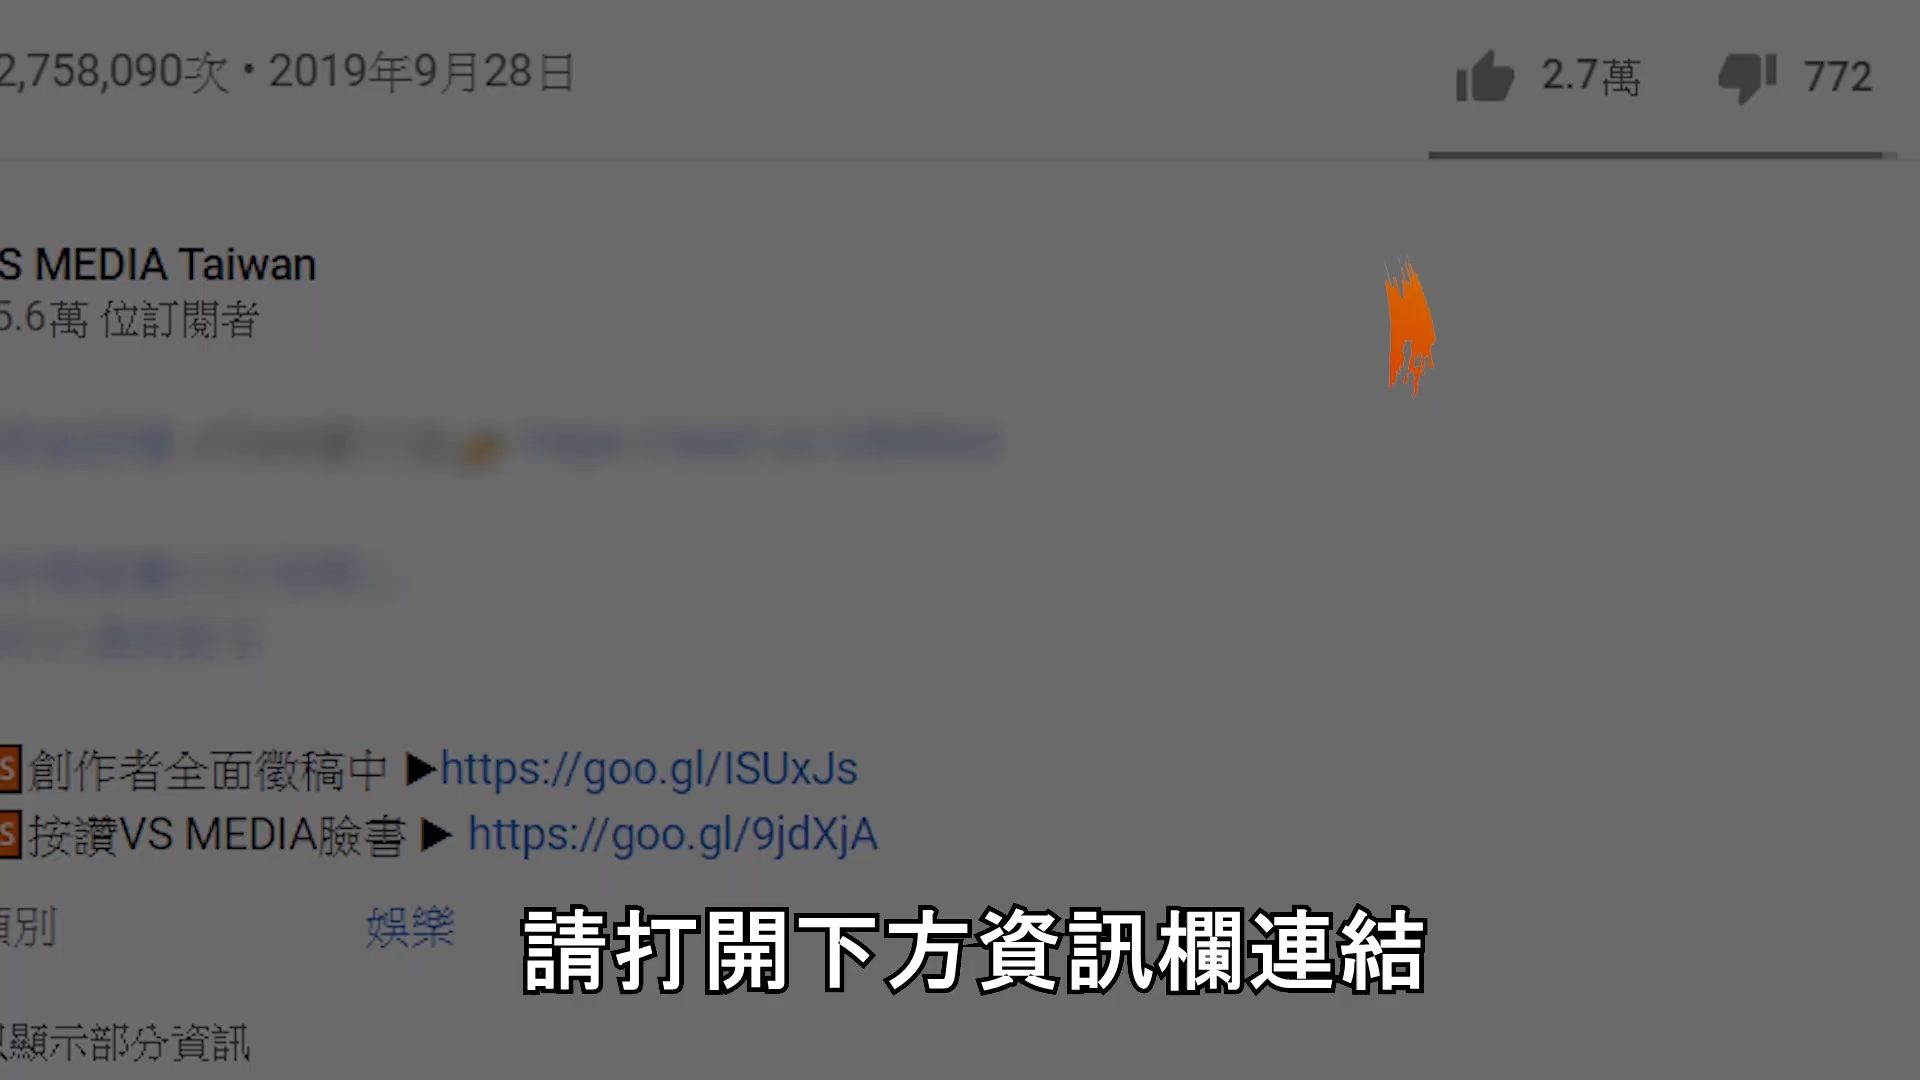 2,758,090次 • 2019年9月28日
2.7萬
772
S MEDIA Taiwan
5.6萬 位訂閱者
S創作者全面徵稿中 ▶https://goo.gl/ISUxJs
S按讚VS MEDIA臉書 ▶ https://goo.gl/9jdXjA
類別 娛樂
請打開下方資訊欄連結
只顯示部分資訊